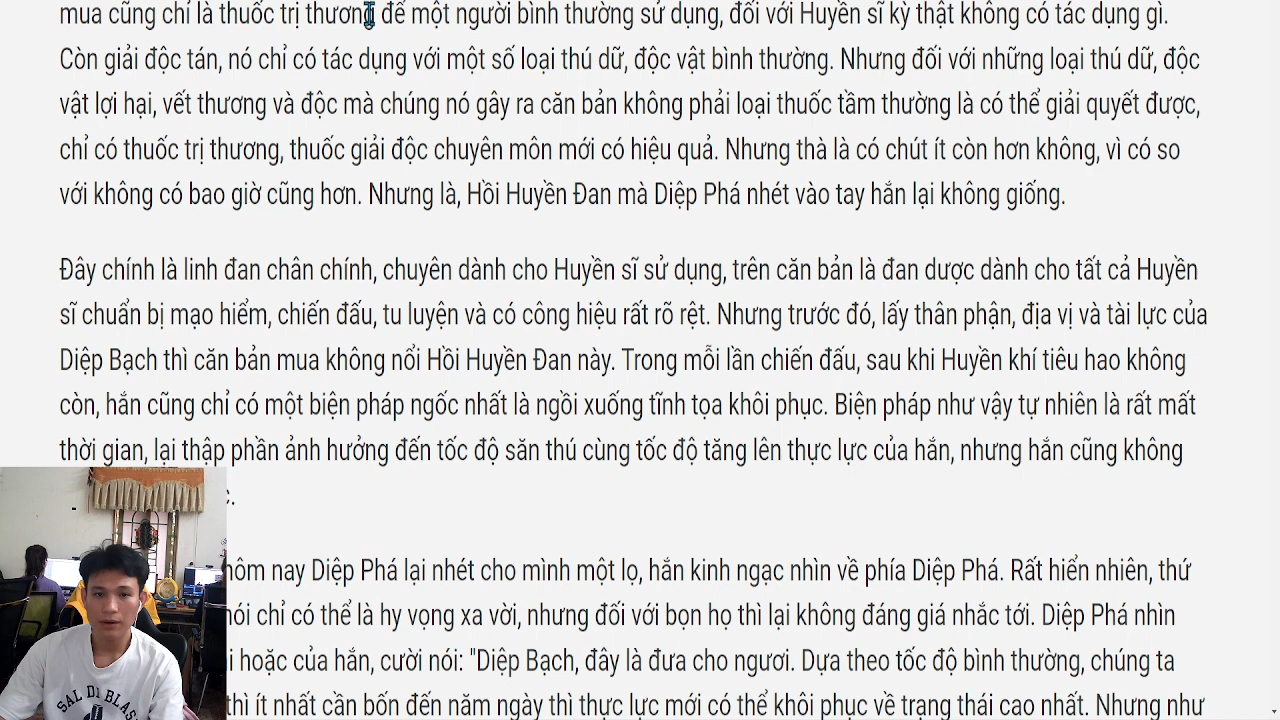 mua cũng chỉ là thuốc trị thương để một người bình thường sử dụng, đối với Huyền sĩ kỳ thật không có tác dụng gì.
Còn giải độc tán, nó chỉ có tác dụng với một số loại thú dữ, độc vật bình thường. Nhưng đối với những loại thú dữ, độc
vật lợi hại, vết thương và độc mà chúng nó gây ra căn bản không phải loại thuốc tầm thường là có thể giải quyết được,
chỉ có thuốc trị thương, thuốc giải độc chuyên môn mới có hiệu quả. Nhưng thà là có chút ít còn hơn không, vì có so
với không có bao giờ cũng hơn. Nhưng là, Hồi Huyền Đan mà Diệp Phá nhét vào tay hắn lại không giống.
Đây chính là linh đan chân chính, chuyên dành cho Huyền sĩ sử dụng, trên căn bản là đan dược dành cho tất cả Huyền
sĩ chuẩn bị mạo hiểm, chiến đấu, tu luyện và có công hiệu rất rõ rệt. Nhưng trước đó, lấy thân phận, địa vị và tài lực của
Diệp Bạch thì căn bản mua không nổi Hồi Huyền Đan này. Trong mỗi lần chiến đấu, sau khi Huyền khí tiêu hao không
còn, hắn cũng chỉ có một biện pháp ngốc nhất là ngồi xuống tĩnh tọa khôi phục. Biện pháp như vậy tự nhiên là rất mất
thời gian, lại thập phần ảnh hưởng đến tốc độ săn thú cùng tốc độ tăng lên thực lực của hắn, nhưng hắn cũng không
c.
hôm nay Diệp Phá lại nhét cho mình một lọ, hắn kinh ngạc nhìn về phía Diệp Phá. Rất hiển nhiên, thứ
nói chỉ có thể là hy vọng xa vời, nhưng đối với bọn họ thì lại không đáng giá nhắc tới. Diệp Phá nhìn
i hoặc của hắn, cười nói: "Diệp Bạch, đây là đưa cho ngươi. Dựa theo tốc độ bình thường, chúng ta
thì ít nhất cần bốn đến năm ngày thì thực lực mới có thể khôi phục về trạng thái cao nhất. Nhưng như